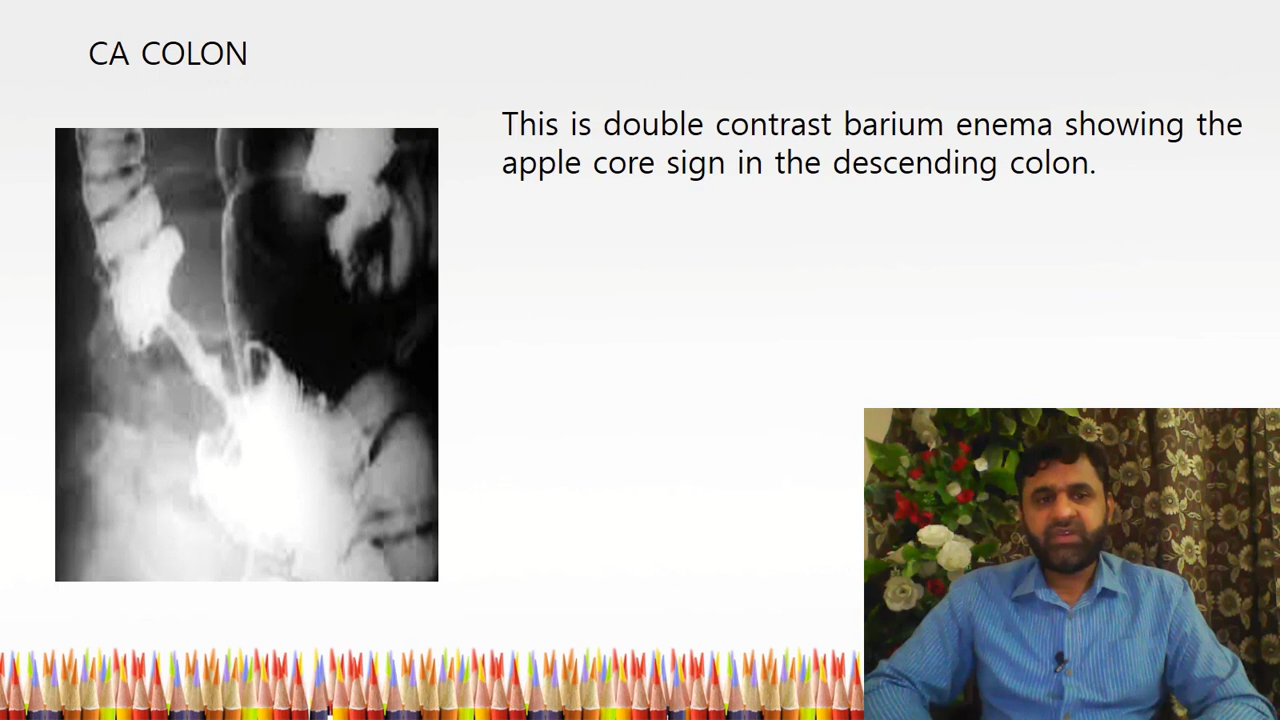 CA COLON
This is double contrast barium enema showing the
apple core sign in the descending colon.